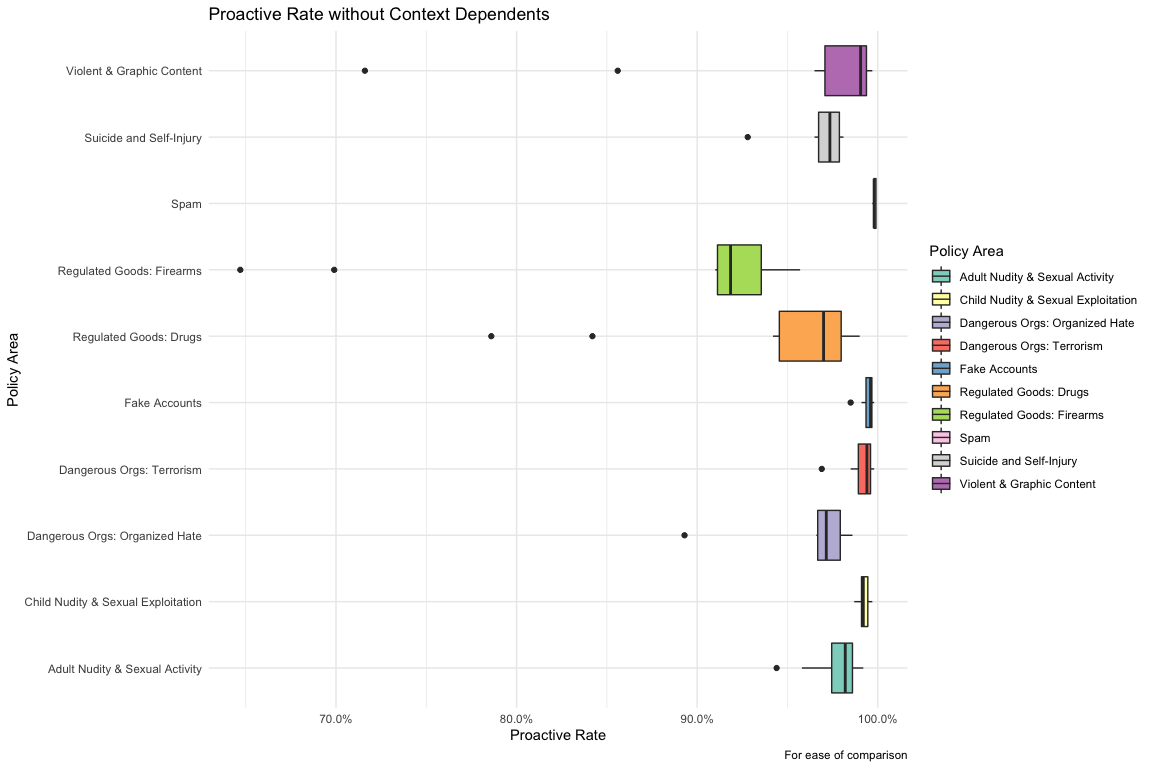 Proactive Rate without Context Dependents
Policy Area
Violent & Graphic Content
Suicide and Self-Injury
Spam
Regulated Goods: Firearms
Regulated Goods: Drugs
Fake Accounts
Dangerous Orgs: Terrorism
Dangerous Orgs: Organized Hate
Child Nudity & Sexual Exploitation
Adult Nudity & Sexual Activity
70.0% 80.0% 90.0% 100.0%
Proactive Rate
For ease of comparison
Policy Area
Adult Nudity & Sexual Activity
Child Nudity & Sexual Exploitation
Dangerous Orgs: Organized Hate
Dangerous Orgs: Terrorism
Fake Accounts
Regulated Goods: Drugs
Regulated Goods: Firearms
Spam
Suicide and Self-Injury
Violent & Graphic Content